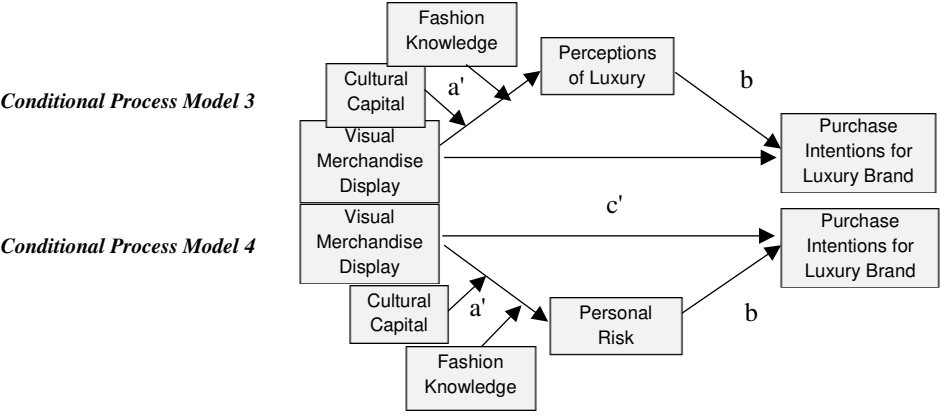 Conditional Process Model 3
Fashion
Knowledge
Cultural
Capital
a'
Perceptions
of Luxury
b
Visual
Merchandise
Display
Purchase
Intentions for
Luxury Brand
c'
Conditional Process Model 4
Visual
Merchandise
Display
Purchase
Intentions for
Luxury Brand
Cultural
Capital
a'
Personal
Risk
b
Fashion
Knowledge